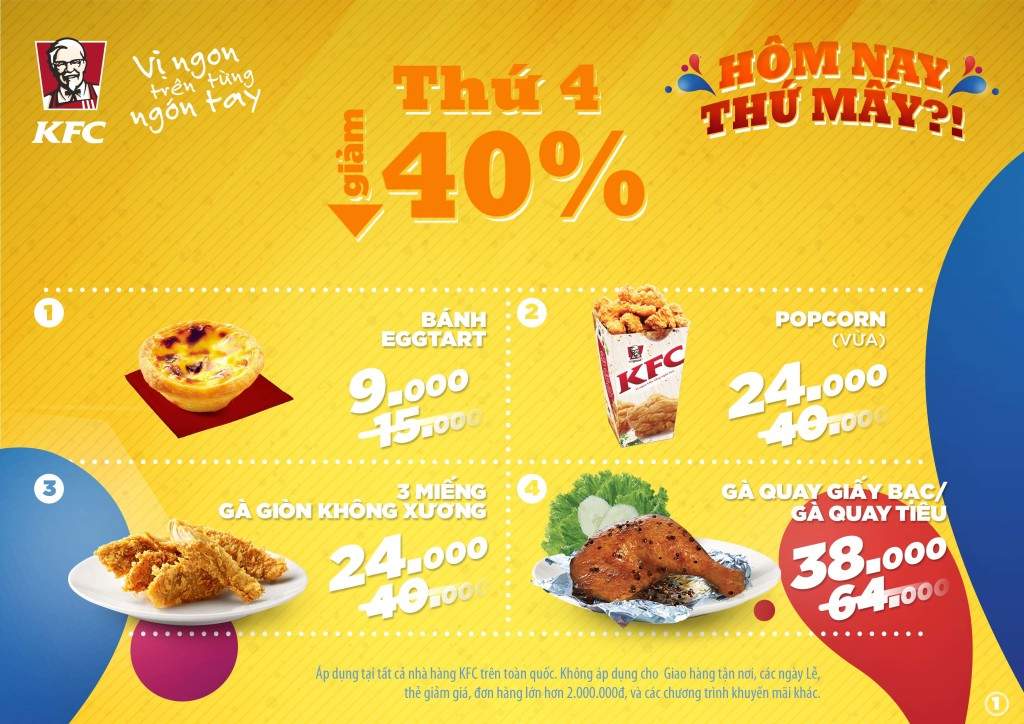 KFC
Vị ngon
trên từng
ngón tay
Thứ 4
giảm
40%
HÔM NAY
THỨ MẤY?!
1
BÁNH
EGGTART
9.000
15.000
2
POPCORN
(VỪA)
24.000
40.000
KFC
3
3 MIẾNG
GÀ GIÒN KHÔNG XƯƠNG
24.000
40.000
4
GÀ QUAY GIẤY BẠC/
GÀ QUAY TIÊU
38.000
64.000
Áp dụng tại tất cả nhà hàng KFC trên toàn quốc. Không áp dụng cho Giao hàng tận nơi, các ngày Lễ,
thẻ giảm giá, đơn hàng lớn hơn 2.000.000đ, và các chương trình khuyến mãi khác.
1